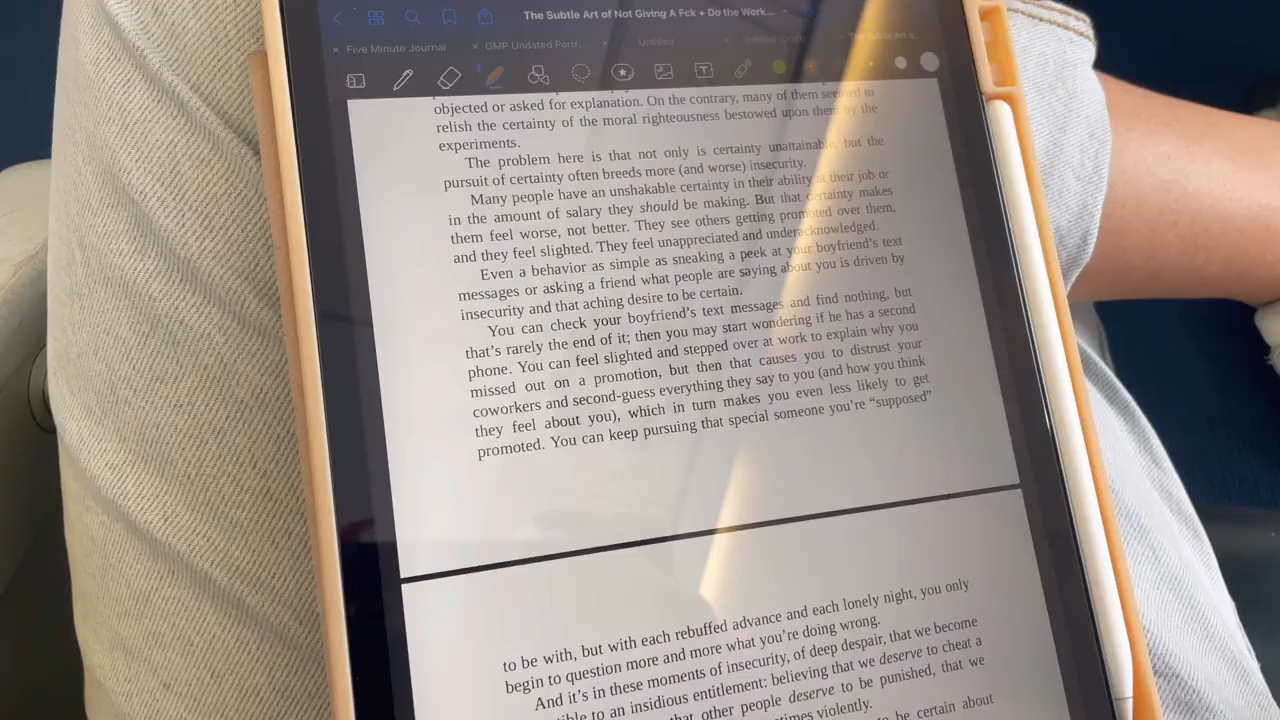 The Subtle Art of Not Giving A Fck + Do the Work...
× Five Minute Journal
× GMP Undated Portr...
× Untitled
objected or asked for explanation. On the contrary, many of them seemed to
relish the certainty of the moral righteousness bestowed upon them by the
experiments.
The problem here is that not only is certainty unattainable, but the
pursuit of certainty often breeds more (and worse) insecurity.
Many people have an unshakable certainty in their ability at their job or
in the amount of salary they should be making. But that certainty makes
them feel worse, not better. They see others getting promoted over them,
and they feel slighted. They feel unappreciated and underacknowledged.
Even a behavior as simple as sneaking a peek at your boyfriend’s text
messages or asking a friend what people are saying about you is driven by
insecurity and that aching desire to be certain.
You can check your boyfriend’s text messages and find nothing, but
that’s rarely the end of it; then you may start wondering if he has a second
phone. You can feel slighted and stepped over at work to explain why you
missed out on a promotion, but then that causes you to distrust your
coworkers and second-guess everything they say to you (and how you think
they feel about you), which in turn makes you even less likely to get
promoted. You can keep pursuing that special someone you’re “supposed”
to be with, but with each rebuffed advance and each lonely night, you only
begin to question more and more what you’re doing wrong.
And it’s in these moments of insecurity, of deep despair, that we become
to an insidious entitlement: believing that we deserve to cheat a
other people deserve to be punished, that we
violently.
be certain about